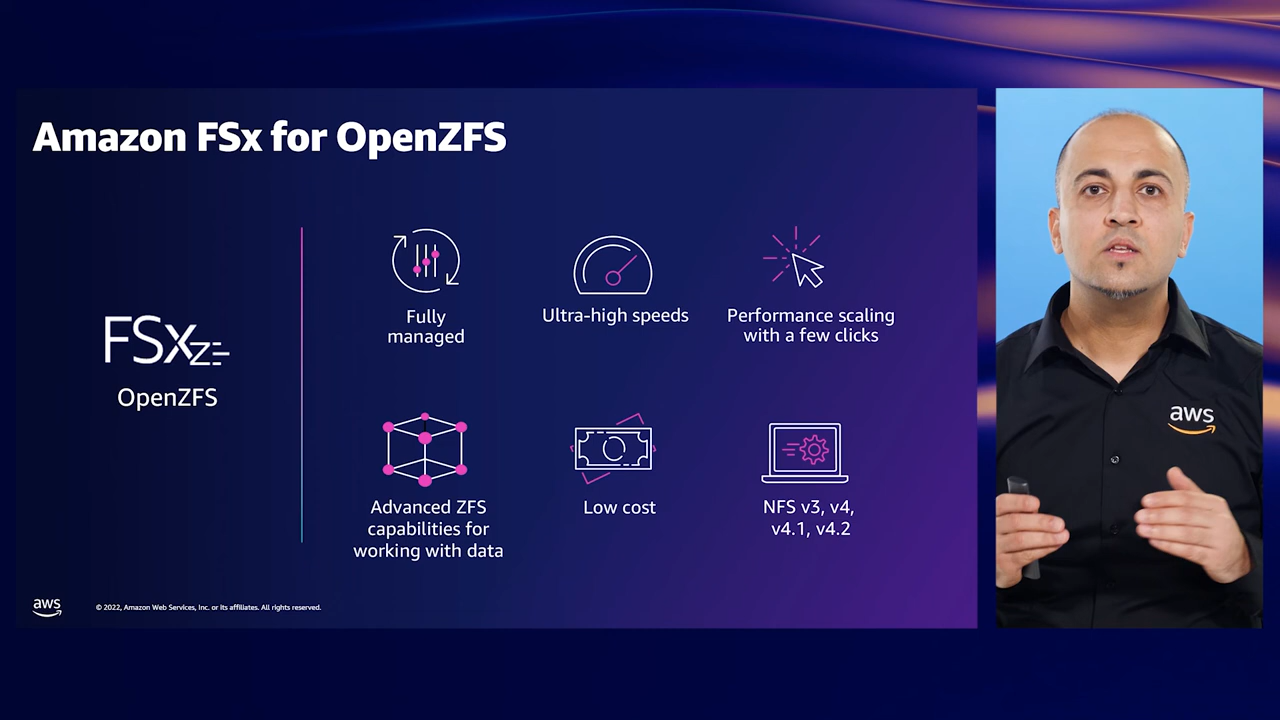 Amazon FSx for OpenZFS
FSxZ
OpenZFS
Fully
managed
Ultra-high speeds
Performance scaling
with a few clicks
Advanced ZFS
capabilities for
working with data
Low cost
NFS v3, v4,
v4.1, v4.2
aws
© 2022, Amazon Web Services, Inc. or its affiliates. All rights reserved.
aws